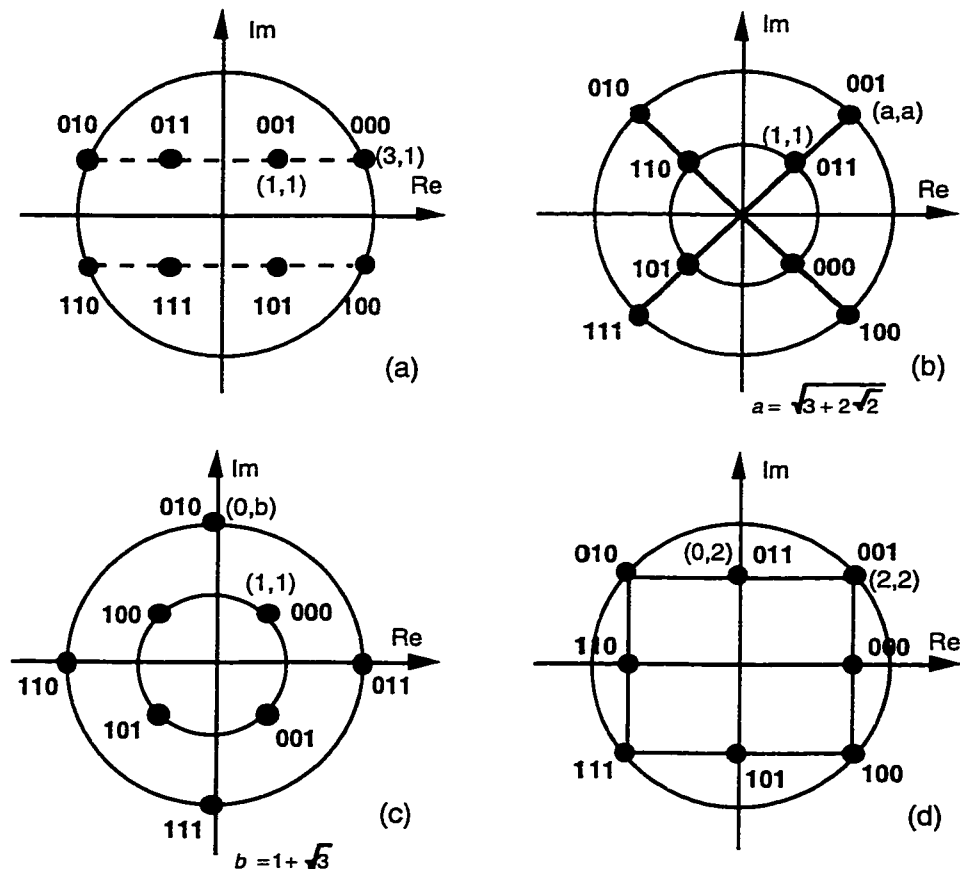 Im
010 011 001 000
(3,1)
(1,1)
Re
110 111 101 100
(a)
Im
010 001
(a,a)
(1,1)
110 011
Re
101 000
111 100
(b)
a = √3 + 2√2
Im
010 (0,b)
(1,1)
100 000
Re
110 011
101 001
111
(c)
b = 1 + √3
Im
010 (0,2) 011 001
(2,2)
Re
110 000
111 101 100
(d)